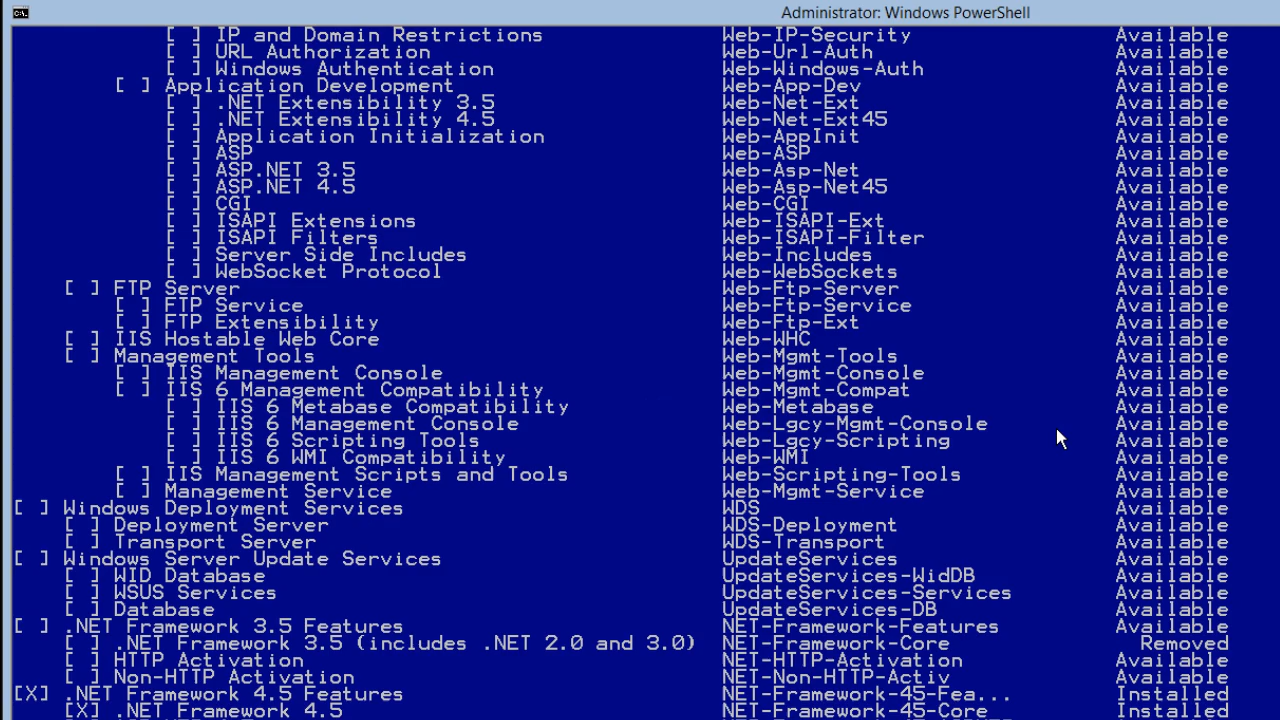 Administrator: Windows PowerShell
[ ] IP and Domain Restrictions Web-IP-Security Available
[ ] URL Authorization Web-Url-Auth Available
[ ] Windows Authentication Web-Windows-Auth Available
[ ] Application Development Web-App-Dev Available
[ ] .NET Extensibility 3.5 Web-Net-Ext Available
[ ] .NET Extensibility 4.5 Web-Net-Ext45 Available
[ ] Application Initialization Web-AppInit Available
[ ] ASP Web-ASP Available
[ ] ASP.NET 3.5 Web-Asp-Net Available
[ ] ASP.NET 4.5 Web-Asp-Net45 Available
[ ] CGI Web-CGI Available
[ ] ISAPI Extensions Web-ISAPI-Ext Available
[ ] ISAPI Filters Web-ISAPI-Filter Available
[ ] Server Side Includes Web-Includes Available
[ ] WebSocket Protocol Web-WebSockets Available
[ ] FTP Server Web-Ftp-Server Available
[ ] FTP Service Web-Ftp-Service Available
[ ] FTP Extensibility Web-Ftp-Ext Available
[ ] IIS Hostable Web Core Web-WHC Available
[ ] Management Tools Web-Mgmt-Tools Available
[ ] IIS Management Console Web-Mgmt-Console Available
[ ] IIS 6 Management Compatibility Web-Mgmt-Compat Available
[ ] IIS 6 Metabase Compatibility Web-Metabase Available
[ ] IIS 6 Management Console Web-Lgcy-Mgmt-Console Available
[ ] IIS 6 Scripting Tools Web-Lgcy-Scripting Available
[ ] IIS 6 WMI Compatibility Web-WMI Available
[ ] IIS Management Scripts and Tools Web-Scripting-Tools Available
[ ] Management Service Web-Mgmt-Service Available
[ ] Windows Deployment Services WDS Available
[ ] Deployment Server WDS-Deployment Available
[ ] Transport Server WDS-Transport Available
[ ] Windows Server Update Services UpdateServices Available
[ ] WID Database UpdateServices-WidDB Available
[ ] WSUS Services UpdateServices-Services Available
[ ] Database UpdateServices-DB Available
[ ] .NET Framework 3.5 Features NET-Framework-Features Available
[ ] .NET Framework 3.5 (includes .NET 2.0 and 3.0) NET-Framework-Core Removed
[ ] HTTP Activation NET-HTTP-Activation Available
[ ] Non-HTTP Activation NET-Non-HTTP-Activ Available
[X] .NET Framework 4.5 Features NET-Framework-45-Fea... Installed
[X] .NET Framework 4.5 NET-Framework-45-Core Installed